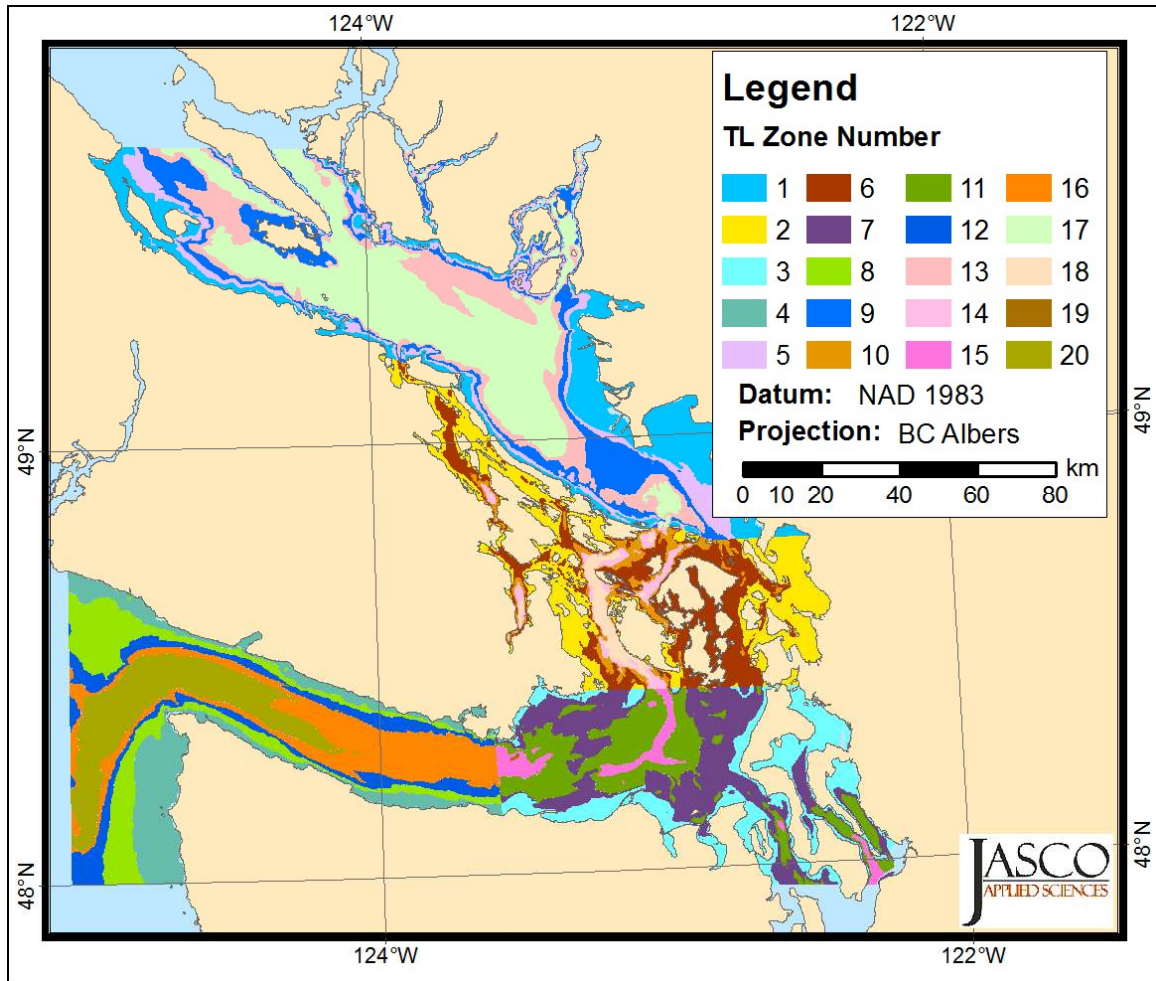 124°W 122°W
Legend
TL Zone Number
1 6 11 16
2 7 12 17
3 8 13 18
4 9 14 19
5 10 15 20
Datum: NAD 1983
Projection: BC Albers
km
0 10 20 40 60 80
49°N 49°N
48°N 48°N
JASCO
APPLIED SCIENCES
124°W 122°W